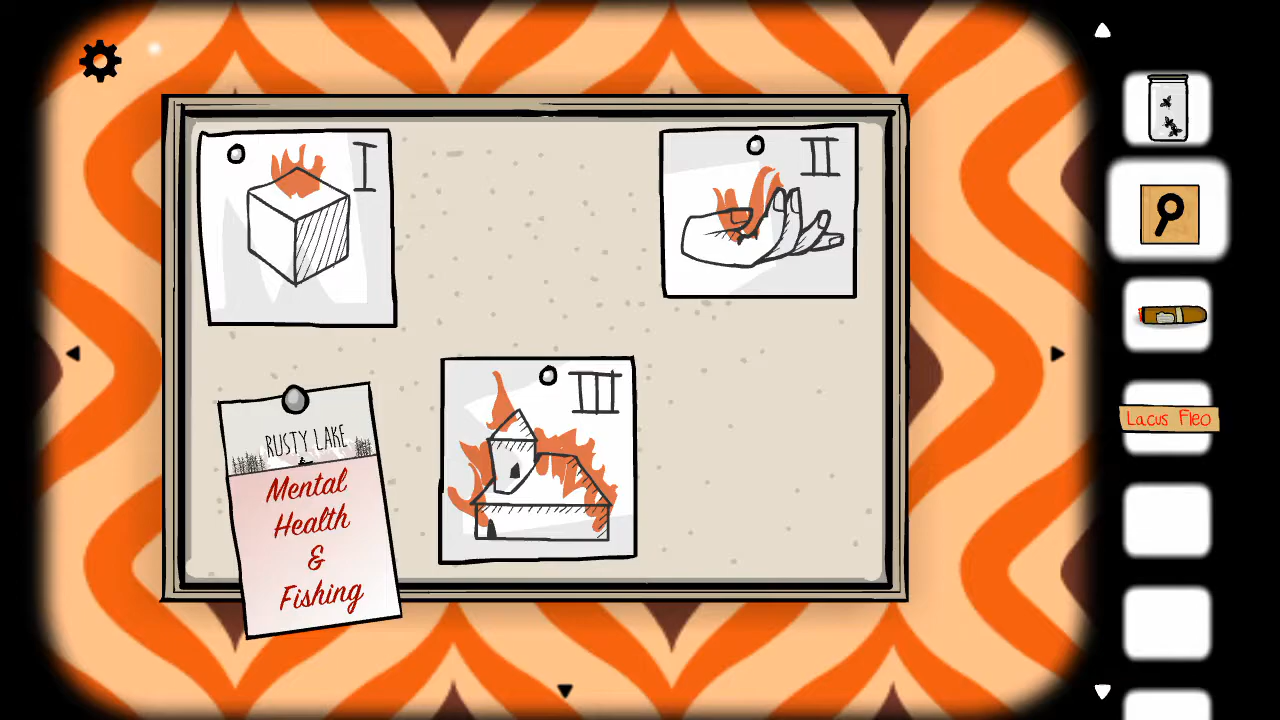 I
II
III
RUSTY LAKE
Mental
Health
&
Fishing
Lacus Fleo